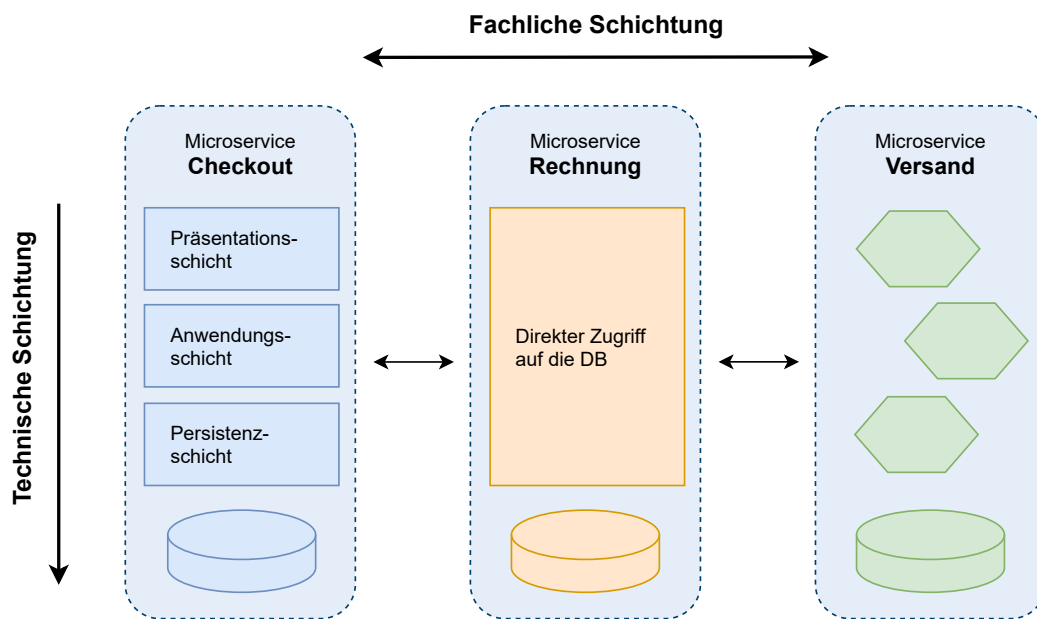 Fachliche Schichtung
Technische Schichtung
Microservice
Checkout
Präsentations-
schicht
Anwendungs-
schicht
Persistenz-
schicht
Microservice
Rechnung
Direkter Zugriff
auf die DB
Microservice
Versand